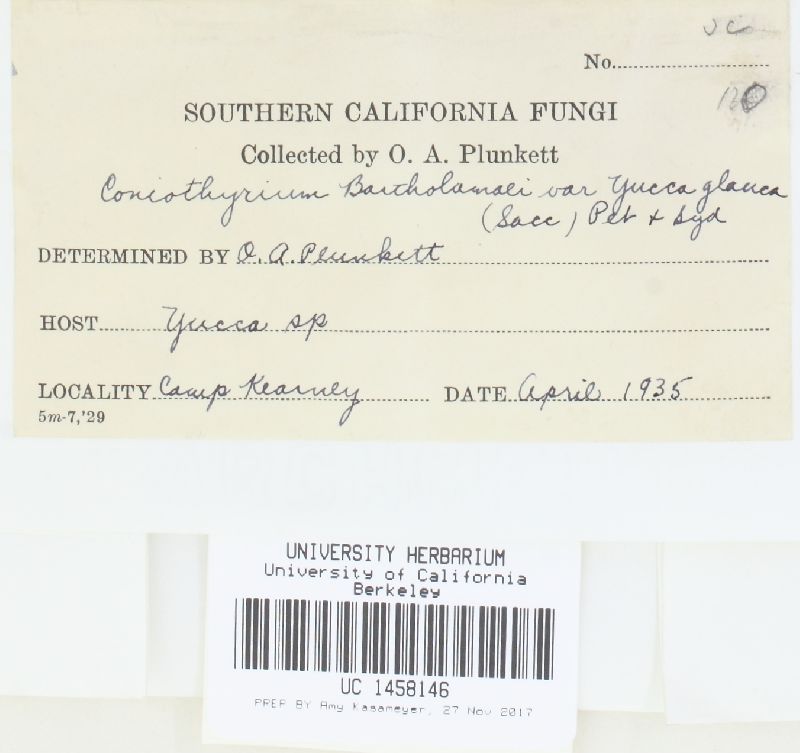 UC
No.
120
SOUTHERN CALIFORNIA FUNGI
Collected by O. A. Plunkett
Coniothyrium Bartholomaei var Yucca glauca
(Sacc) Pet & Syd
DETERMINED BY O. A. Plunkett
HOST Yucca sp
LOCALITY Camp Kearney DATE April 1935
5m-7,'29
UNIVERSITY HERBARIUM
University of California
Berkeley
UC 1458146
PREP BY Amy Kasameyer, 27 Nov 2017